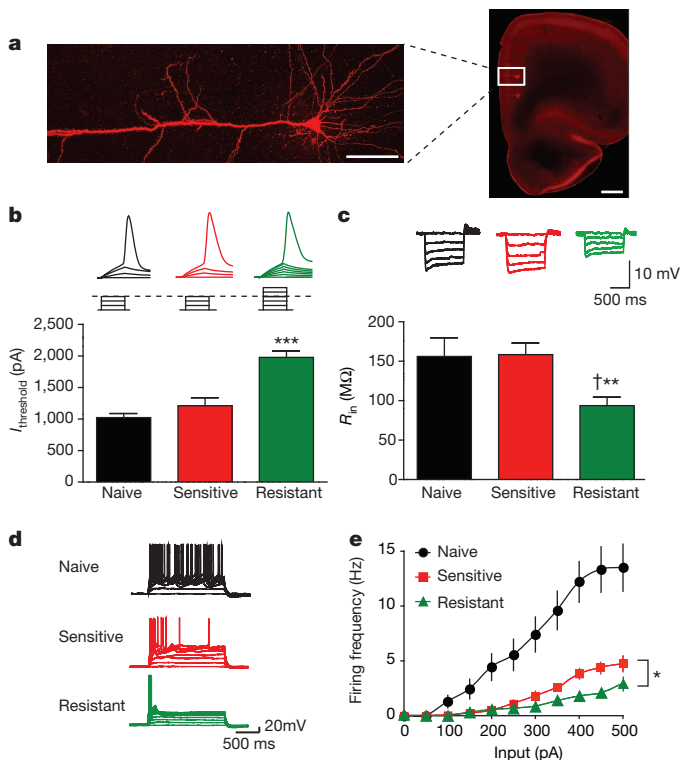 a
b
c
10 mV
500 ms
2,500
2,000
1,500
1,000
500
0
I threshold (pA)
***
Naive
Sensitive
Resistant
200
150
100
50
0
R in (MΩ)
†**
Naive
Sensitive
Resistant
d
Naive
Sensitive
Resistant
20mV
500 ms
e
Naive
Sensitive
Resistant
15
10
5
0
Firing frequency (Hz)
*
0 100 200 300 400 500
Input (pA)